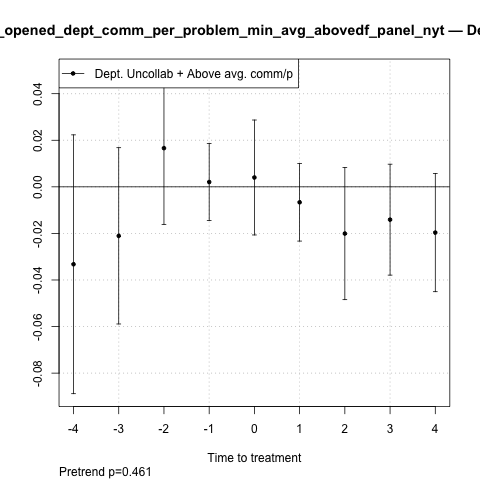 _opened_dept_comm_per_problem_min_avg_abovedf_panel_nyt — De
Dept. Uncollab + Above avg. comm/p
0.04
0.02
0.00
-0.02
-0.04
-0.06
-0.08
-4 -3 -2 -1 0 1 2 3 4
Time to treatment
Pretrend p=0.461